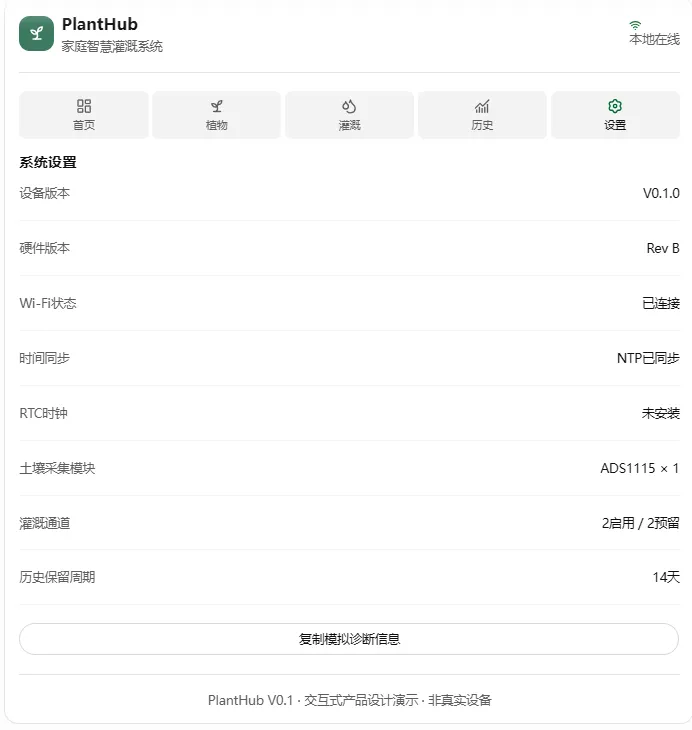 PlantHub
家庭智慧灌溉系统
本地在线
首页
植物
灌溉
历史
设置
系统设置
设备版本 V0.1.0
硬件版本 Rev B
Wi-Fi状态 已连接
时间同步 NTP已同步
RTC时钟 未安装
土壤采集模块 ADS1115 × 1
灌溉通道 2启用 / 2预留
历史保留周期 14天
复制模拟诊断信息
PlantHub V0.1 · 交互式产品设计演示 · 非真实设备